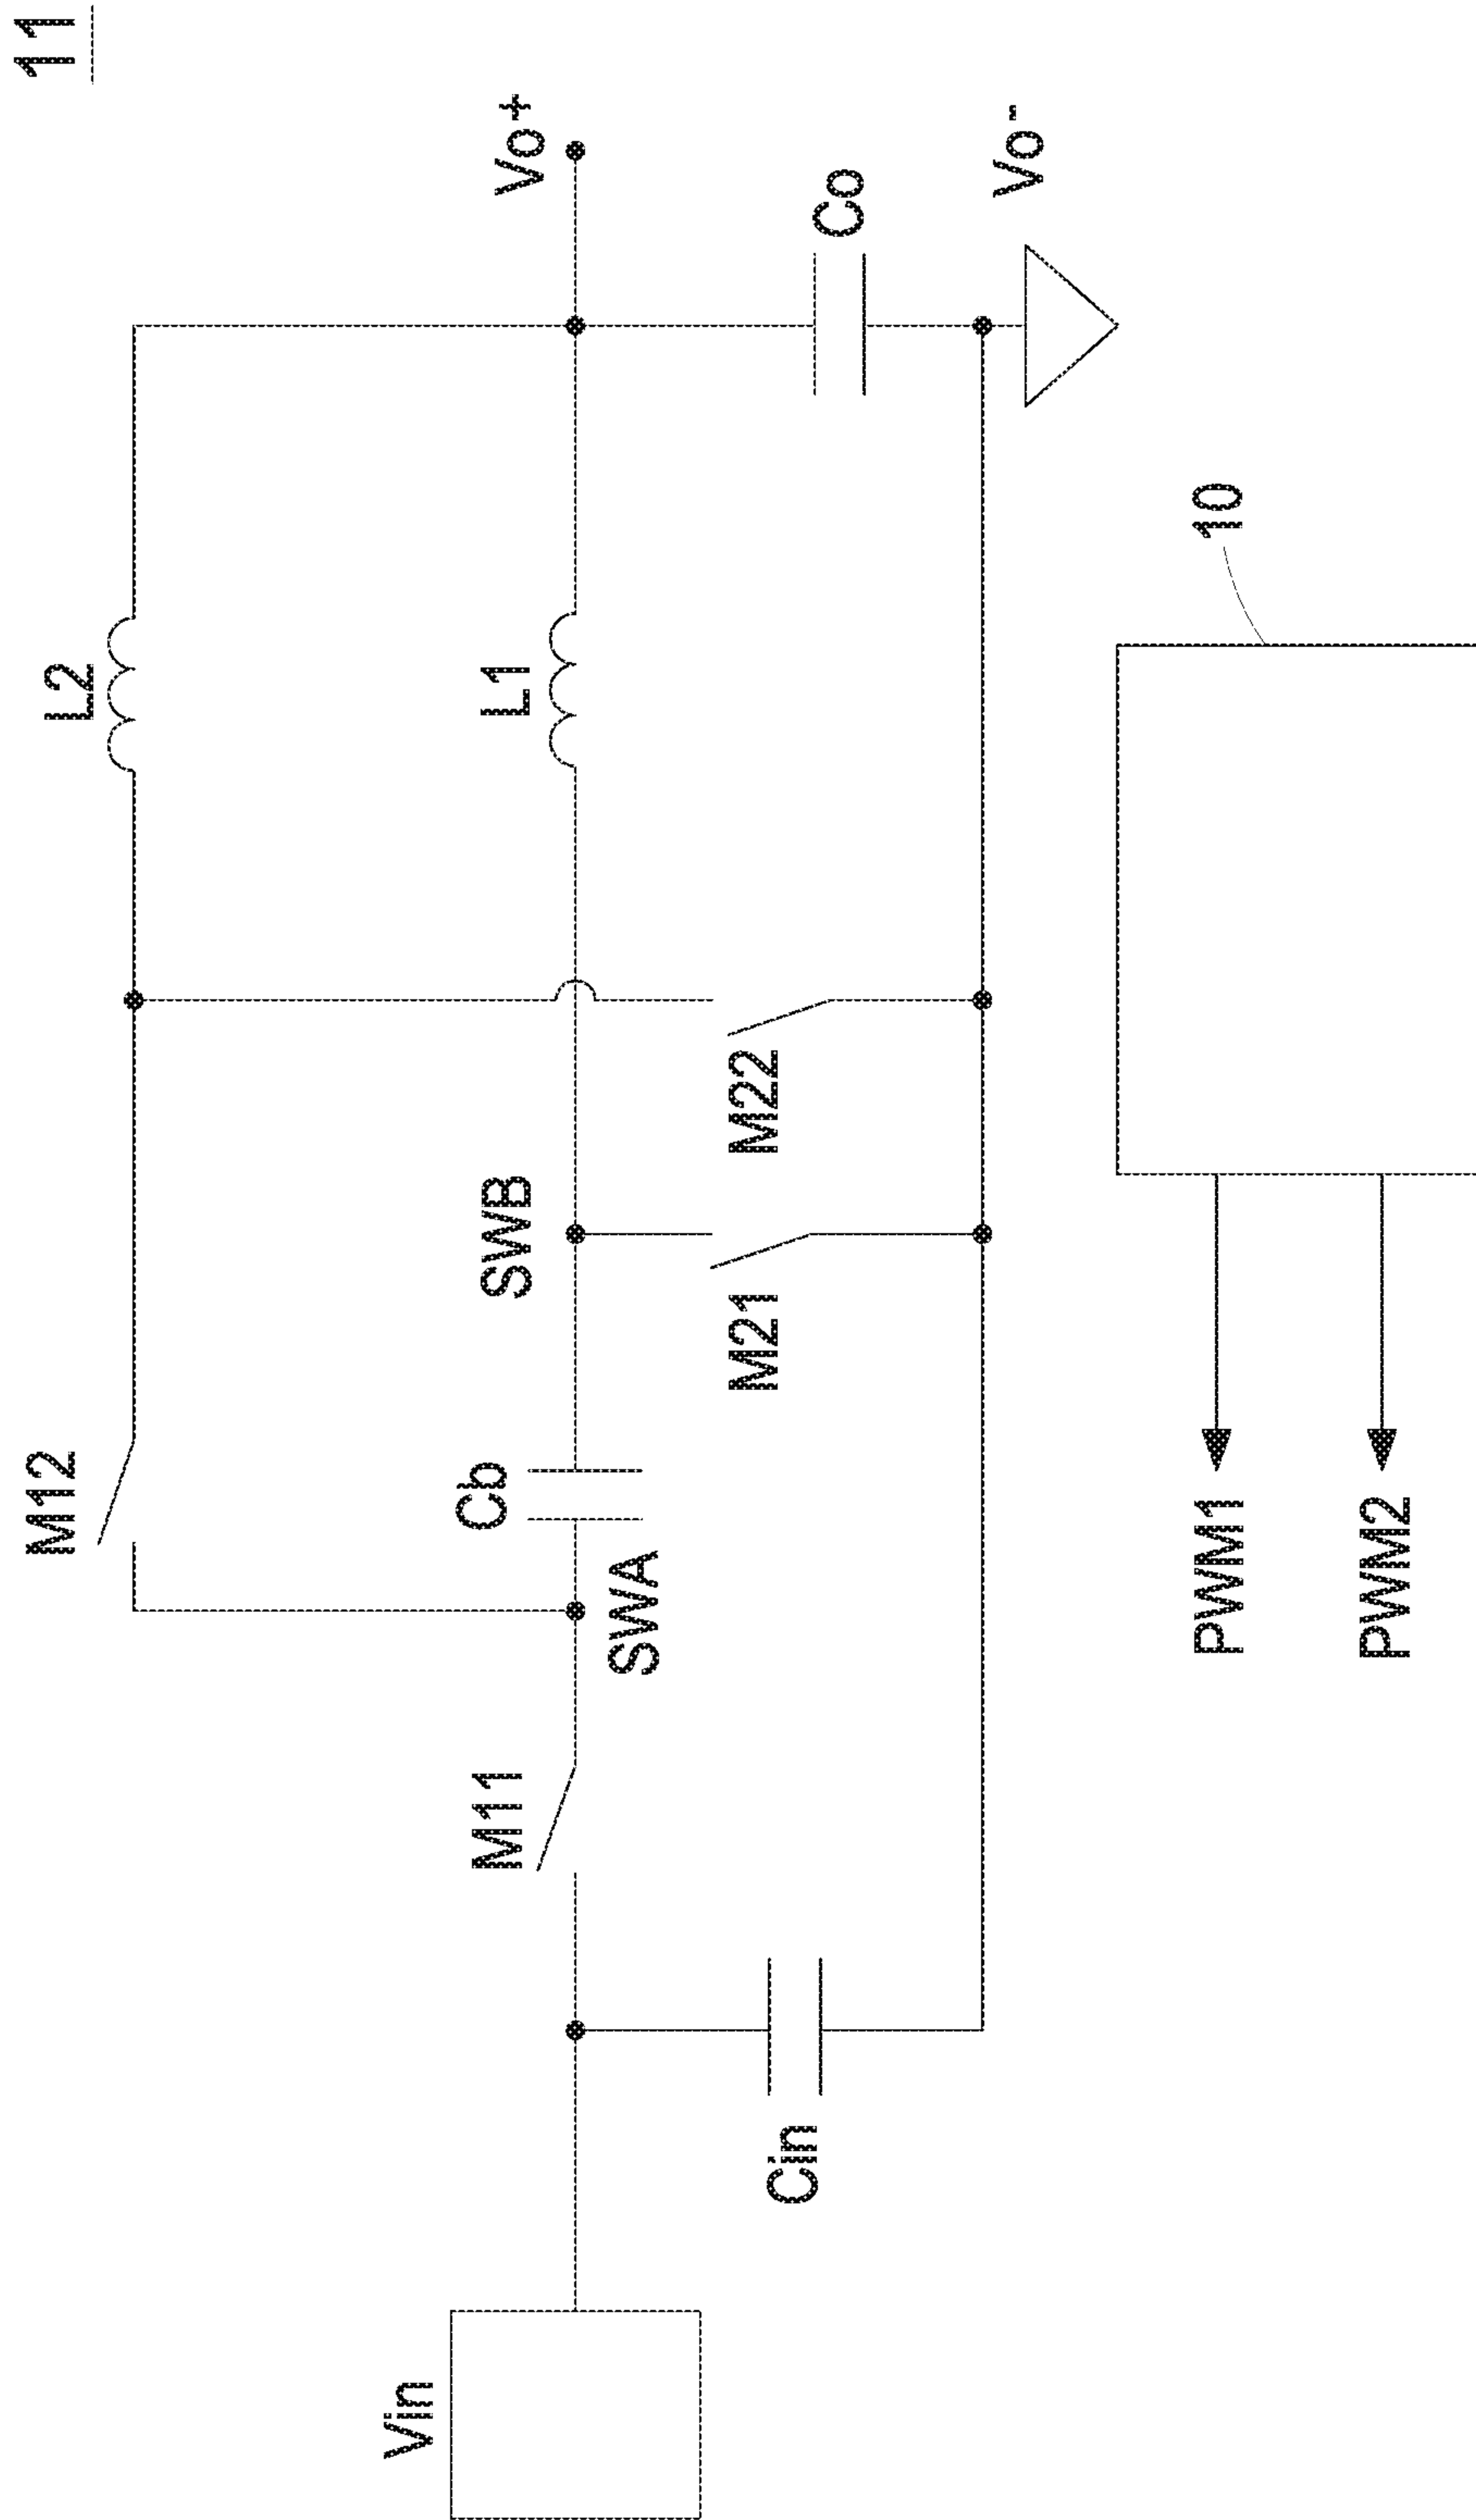 11
M12
L2
Vin
M11
Cb
SWB
L1
Vo+
SWA
Cin
M21
M22
Co
Vo-
PWM1
PWM2
10